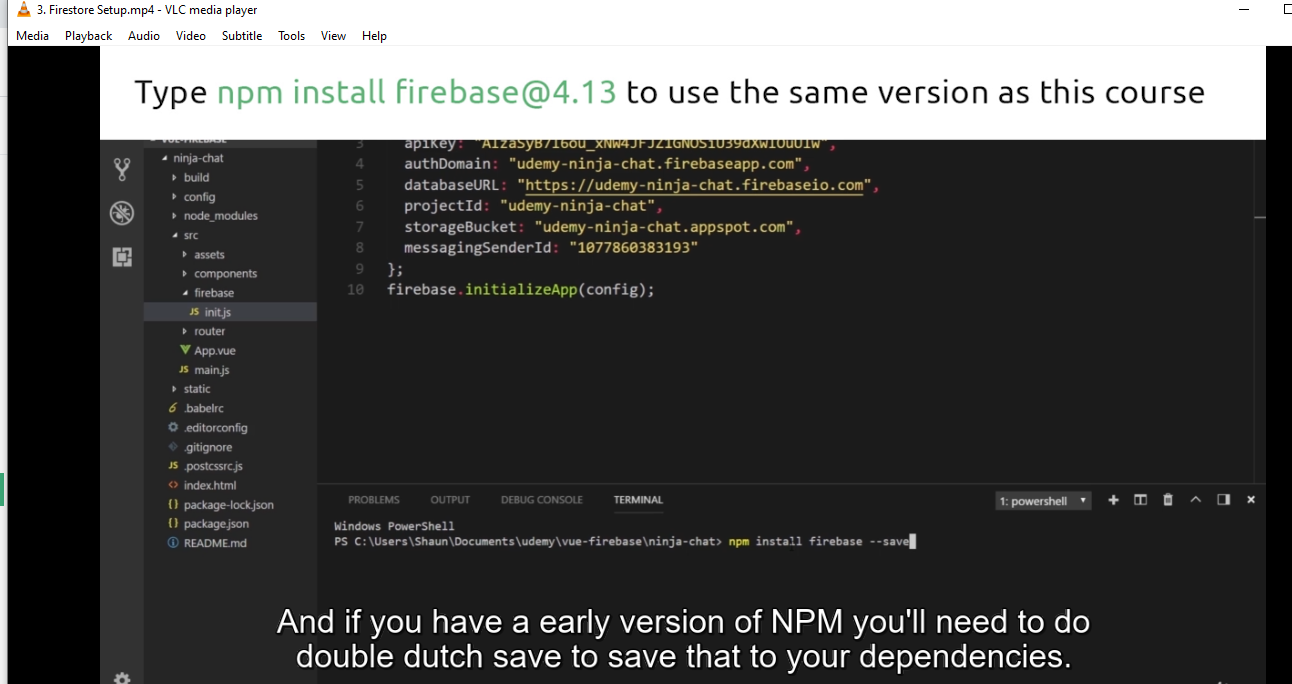 3. Firestore Setup.mp4 - VLC media player
Media Playback Audio Video Subtitle Tools View Help
Type npm install firebase@4.13 to use the same version as this course
VUE-FIREBASE
ninja-chat
build
config
node_modules
src
assets
components
firebase
JS init.js
router
App.vue
JS main.js
static
.babelrc
.editorconfig
.gitignore
JS .postcssrc.js
<> index.html
{} package-lock.json
{} package.json
README.md
3 apiKey:
4 authDomain: "udemy-ninja-chat.firebaseapp.com",
5 databaseURL: "https://udemy-ninja-chat.firebaseio.com",
6 projectId: "udemy-ninja-chat",
7 storageBucket: "udemy-ninja-chat.appspot.com",
8 messagingSenderId: "1077860383193"
9 };
10 firebase.initializeApp(config);
PROBLEMS OUTPUT DEBUG CONSOLE TERMINAL 1: powershell
Windows PowerShell
PS C:\Users\Shaun\Documents\udemy\vue-firebase\ninja-chat> npm install firebase --save
And if you have a early version of NPM you'll need to do
double dutch save to save that to your dependencies.